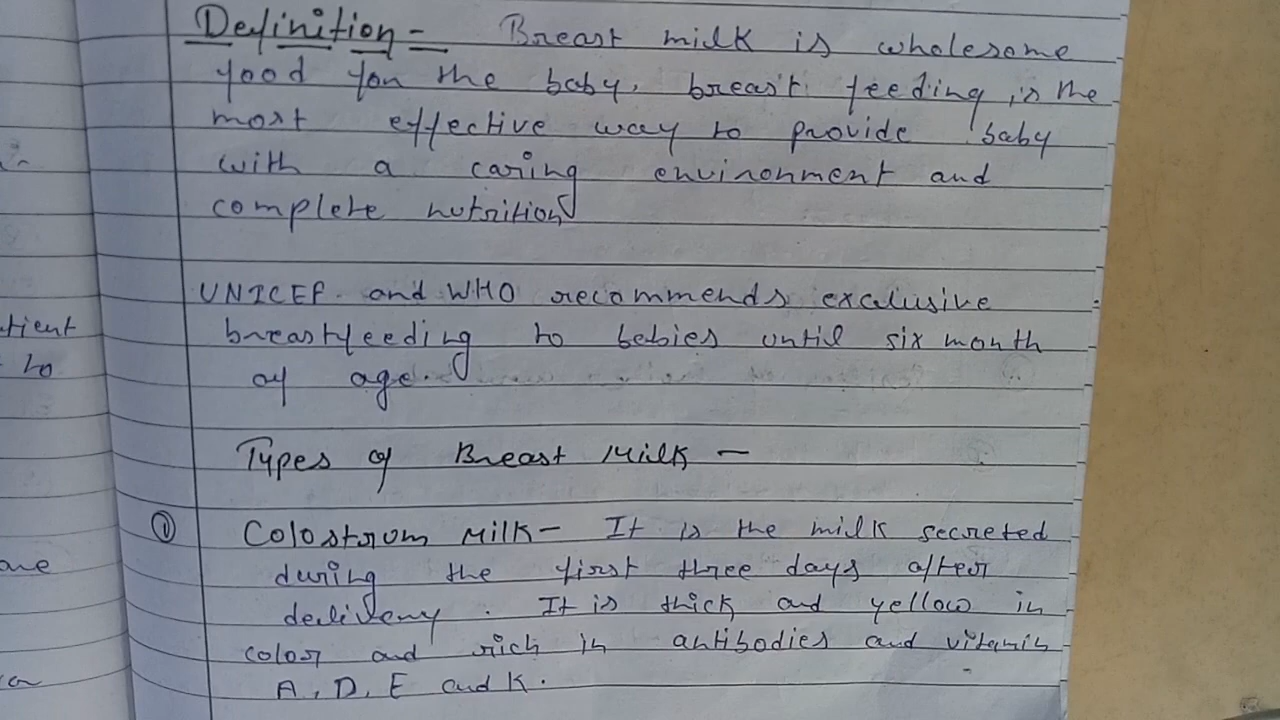 Definition - Breast milk is wholesome
food for the baby, breast feeding is the
most effective way to provide baby
with a caring environment and
complete nutrition
UNICEF and WHO recommends exclusive
breastfeeding to bebies until six month
of age.
Types of Breast Milk -
① Colostrum Milk - It is the milk secreted
during the first three days after
delivery. It is thick and yellow in
color and rich in antibodies and vitamin
A, D, E and K.
tient
to